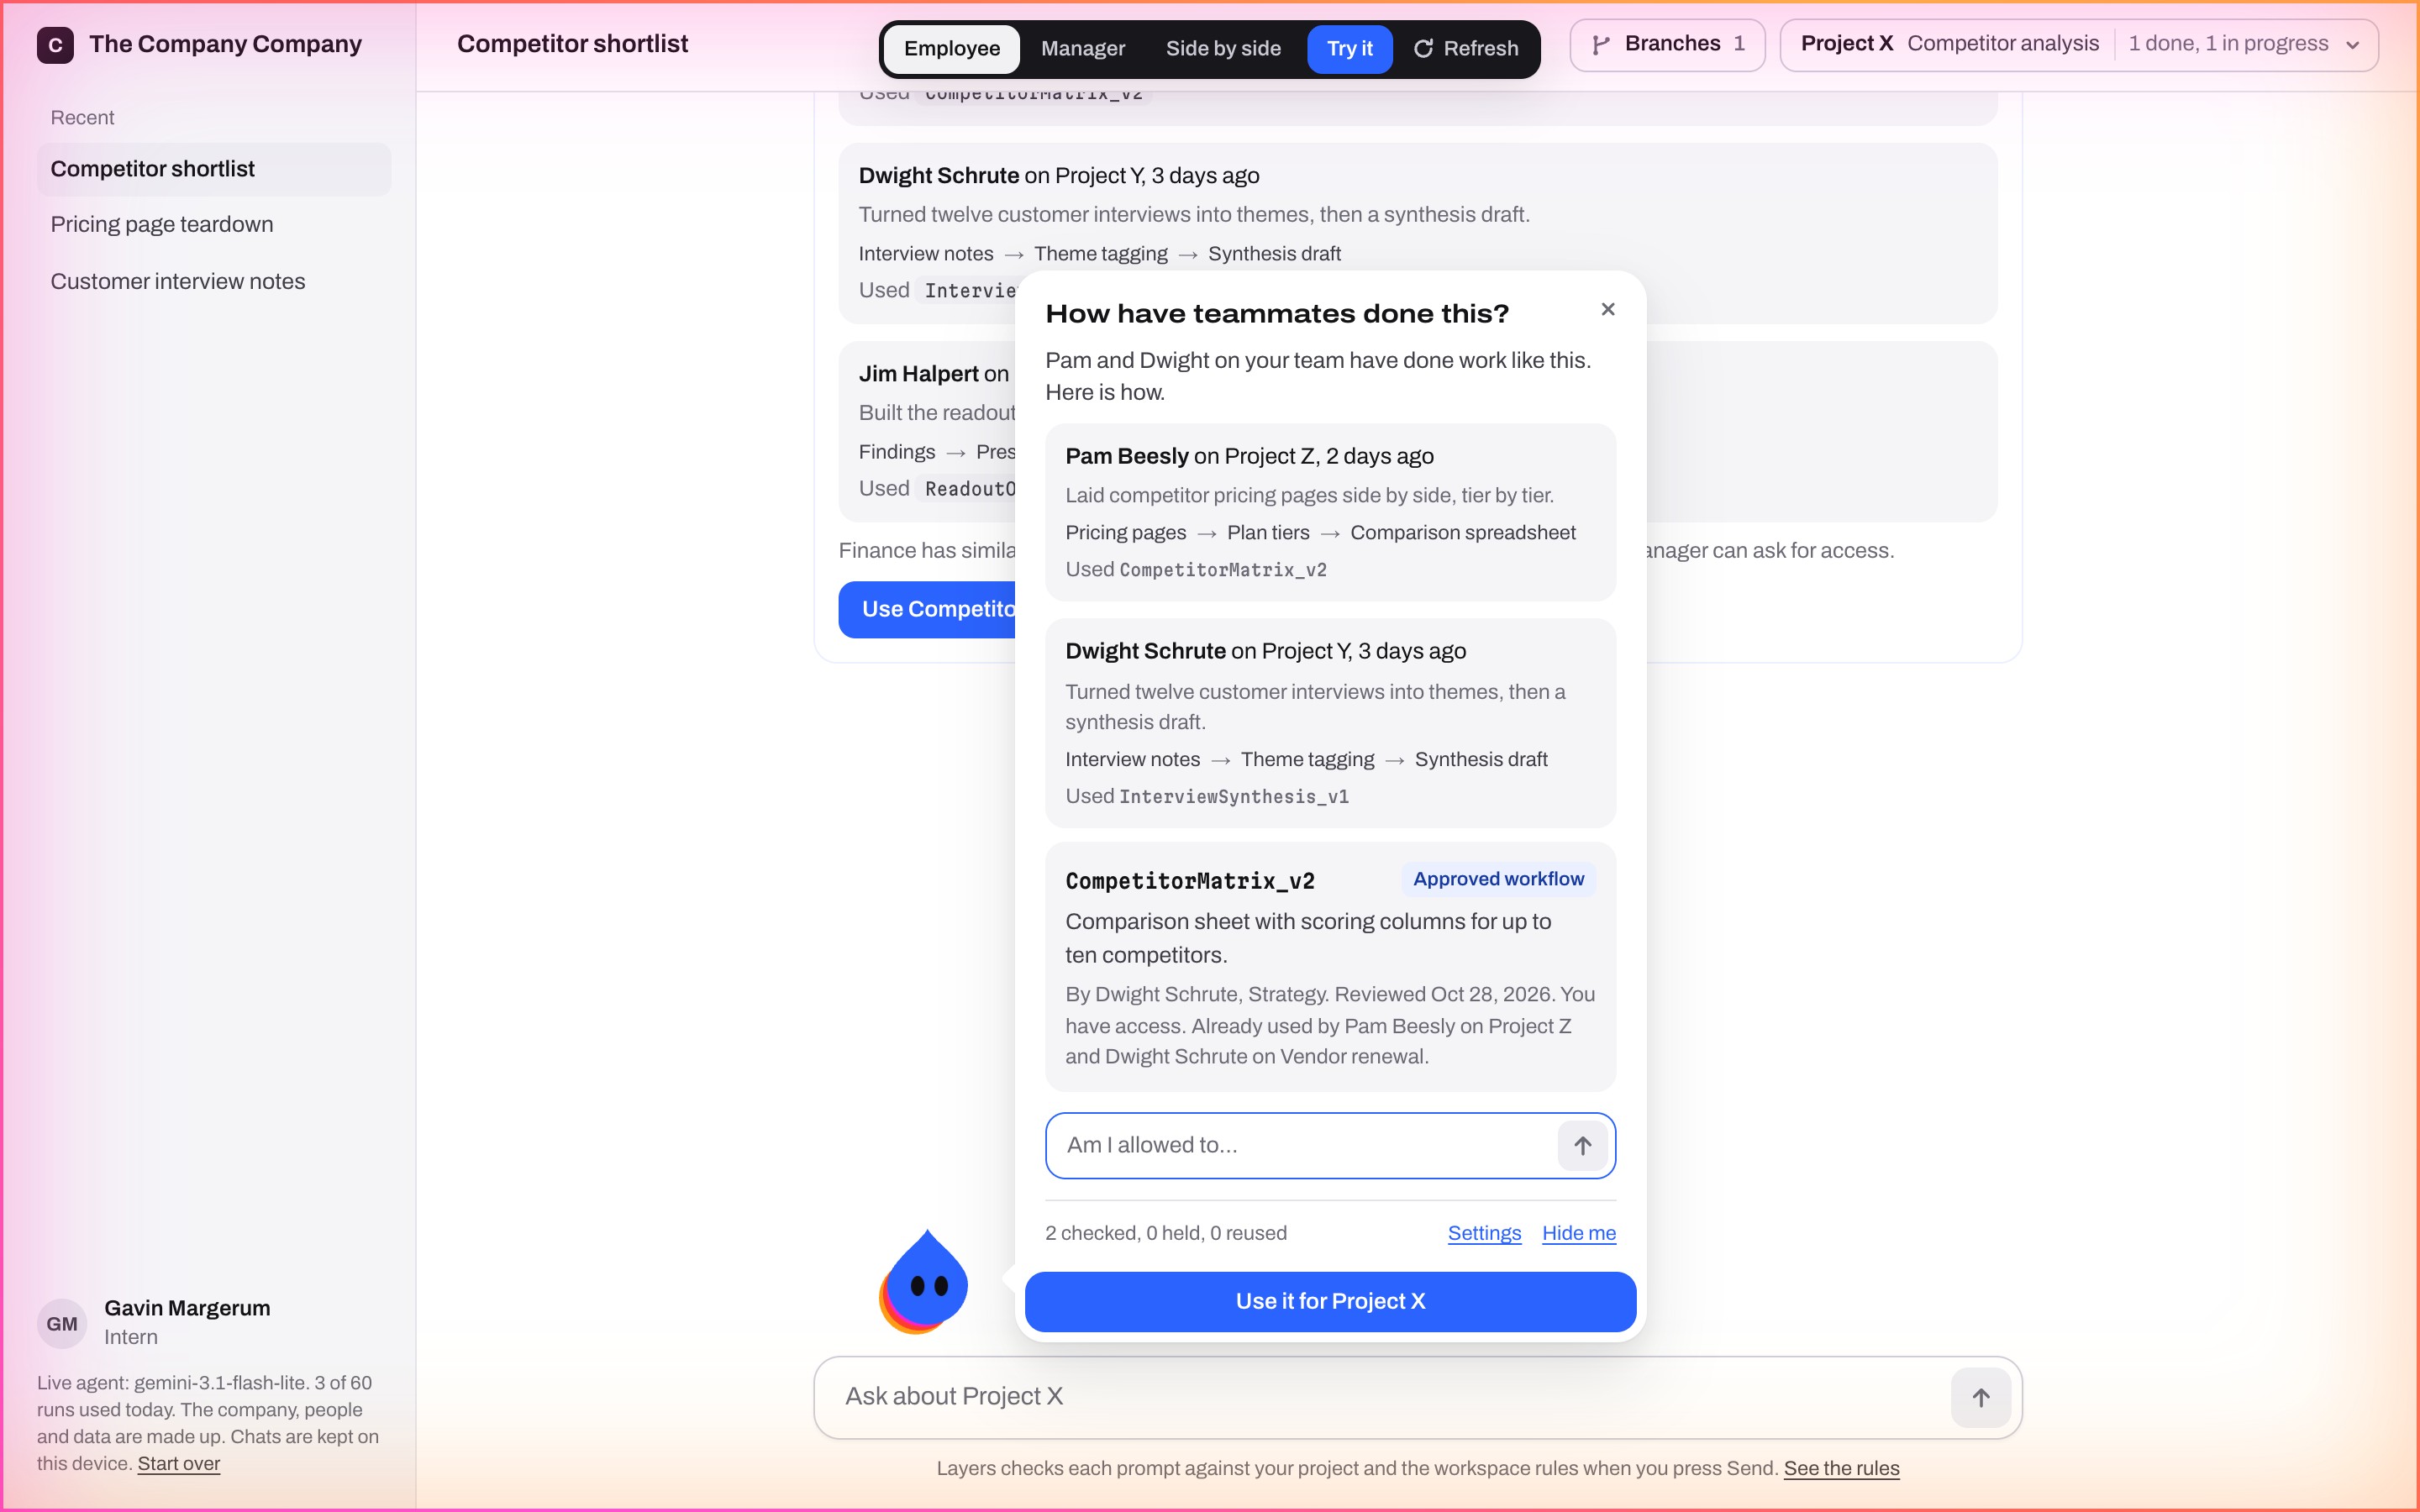 C The Company Company
Recent
Competitor shortlist
Pricing page teardown
Customer interview notes
GM
Gavin Margerum
Intern
Live agent: gemini-3.1-flash-lite. 3 of 60
runs used today. The company, people
and data are made up. Chats are kept on
this device. Start over
Competitor shortlist
Employee Manager Side by side Try it Refresh
Branches 1
Project X Competitor analysis 1 done, 1 in progress
Used CompetitorMatrix_v2
Dwight Schrute on Project Y, 3 days ago
Turned twelve customer interviews into themes, then a synthesis draft.
Interview notes → Theme tagging → Synthesis draft
Used
Jim Halpert on
Built the readout
Findings →
Used
Finance has anager can ask for access.
Use
How have teammates done this?
Pam and Dwight on your team have done work like this.
Here is how.
Pam Beesly on Project Z, 2 days ago
Laid competitor pricing pages side by side, tier by tier.
Pricing pages → Plan tiers → Comparison spreadsheet
Used CompetitorMatrix_v2
Dwight Schrute on Project Y, 3 days ago
Turned twelve customer interviews into themes, then a
synthesis draft.
Interview notes → Theme tagging → Synthesis draft
Used InterviewSynthesis_v1
CompetitorMatrix_v2 Approved workflow
Comparison sheet with scoring columns for up to
ten competitors.
By Dwight Schrute, Strategy. Reviewed Oct 28, 2026. You
have access. Already used by Pam Beesly on Project Z
and Dwight Schrute on Vendor renewal.
Am I allowed to...
2 checked, 0 held, 0 reused Settings Hide me
Use it for Project X
Ask about Project X
Layers checks each prompt against your project and the workspace rules when you press Send. See the rules